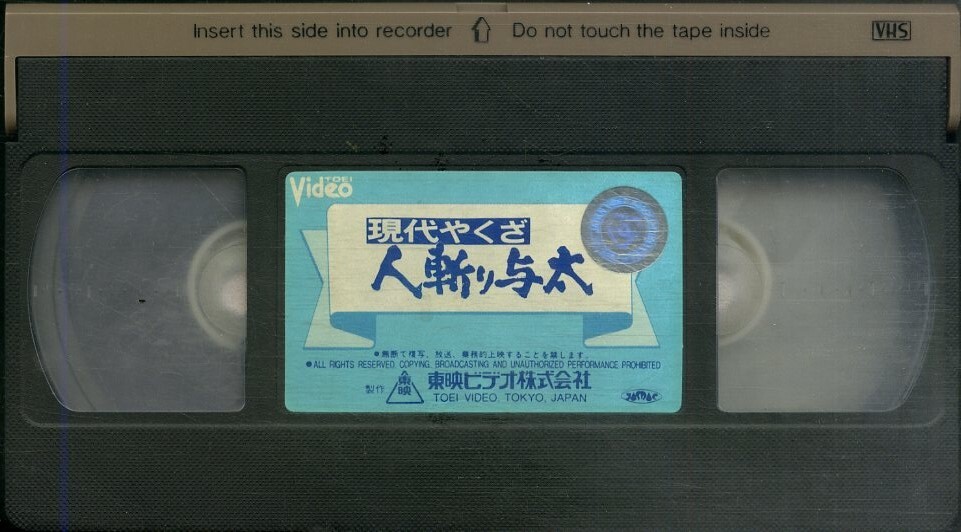 Insert this side into recorder ⇧ Do not touch the tape inside VHS
TOEI
Video
現代やくざ
人斬り与太
●無断で複写、放送、業務的上映することを禁します。
●ALL RIGHTS RESERVED, COPYING, BROADCASTING AND UNAUTHORIZED PERFORMANCE PROHIBITED
製作 東映 東映ビデオ株式会社
TOEI VIDEO, TOKYO, JAPAN